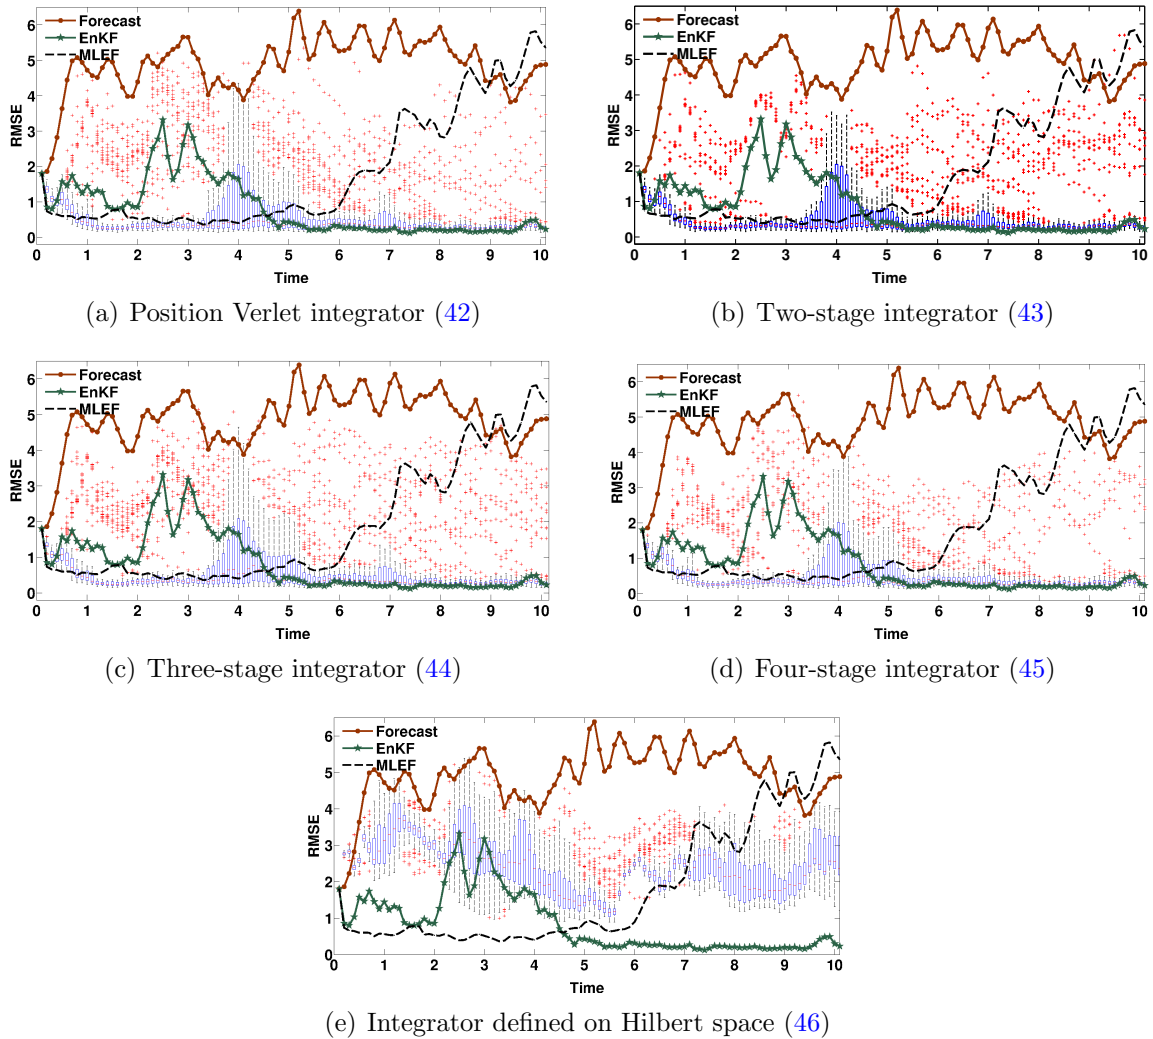 Forecast
EnKF
MLEF
RMSE
6
5
4
3
2
1
0
0 1 2 3 4 5 6 7 8 9 10
Time
(a) Position Verlet integrator (42)
Forecast
EnKF
MLEF
RMSE
6
5
4
3
2
1
0
0 1 2 3 4 5 6 7 8 9 10
Time
(b) Two-stage integrator (43)
Forecast
EnKF
MLEF
RMSE
6
5
4
3
2
1
0
0 1 2 3 4 5 6 7 8 9 10
Time
(c) Three-stage integrator (44)
Forecast
EnKF
MLEF
RMSE
6
5
4
3
2
1
0
0 1 2 3 4 5 6 7 8 9 10
Time
(d) Four-stage integrator (45)
Forecast
EnKF
MLEF
RMSE
6
5
4
3
2
1
0
0 1 2 3 4 5 6 7 8 9 10
Time
(e) Integrator defined on Hilbert space (46)